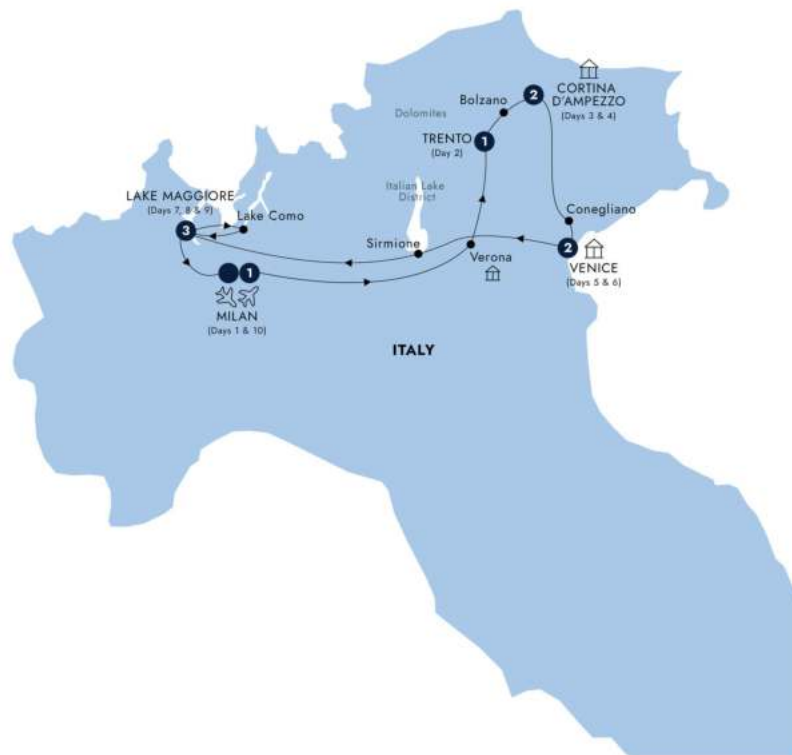 CORTINA
D'AMPEZZO
(Days 3 & 4)
2
Bolzano
Dolomites
TRENTO
(Day 2)
1
Italian Lake
District
LAKE MAGGIORE
(Days 7, 8 & 9)
3
Lake Como
Conegliano
Sirmione
Verona
2
VENICE
(Days 5 & 6)
1
MILAN
(Days 1 & 10)
ITALY